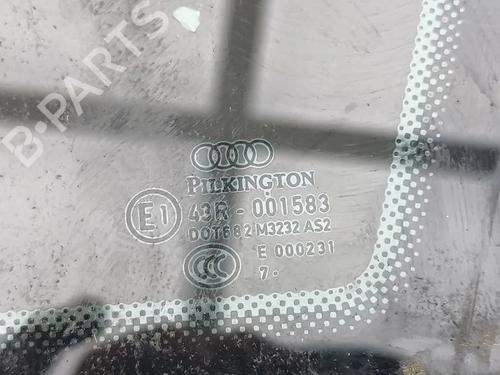 B-PARTS
PILKINGTON
E1
43R-001583
DOT682 M3232 AS2
CCC
E 000231
7.